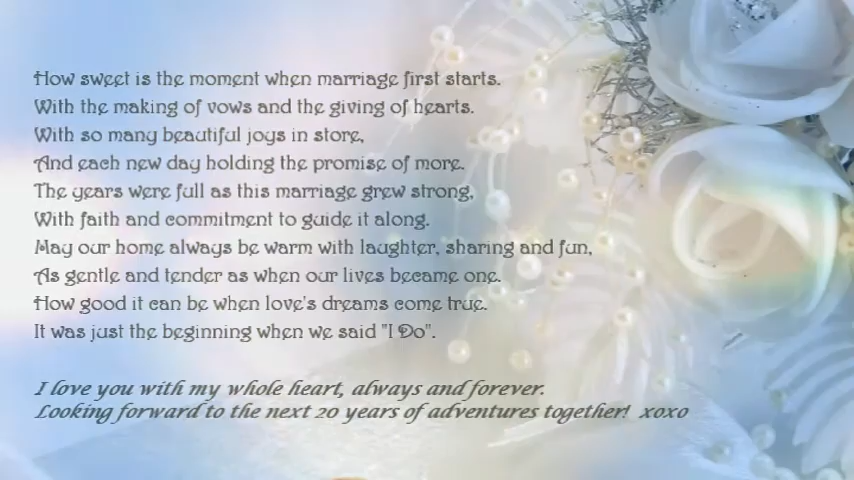 How sweet is the moment when marriage first starts.
With the making of vows and the giving of hearts.
With so many beautiful joys in store,
And each new day holding the promise of more.
The years were full as this marriage grew strong,
With faith and commitment to guide it along.
May our home always be warm with laughter, sharing and fun,
As gentle and tender as when our lives became one.
How good it can be when love's dreams come true.
It was just the beginning when we said "I Do".
I love you with my whole heart, always and forever.
Looking forward to the next 20 years of adventures together! xoxo